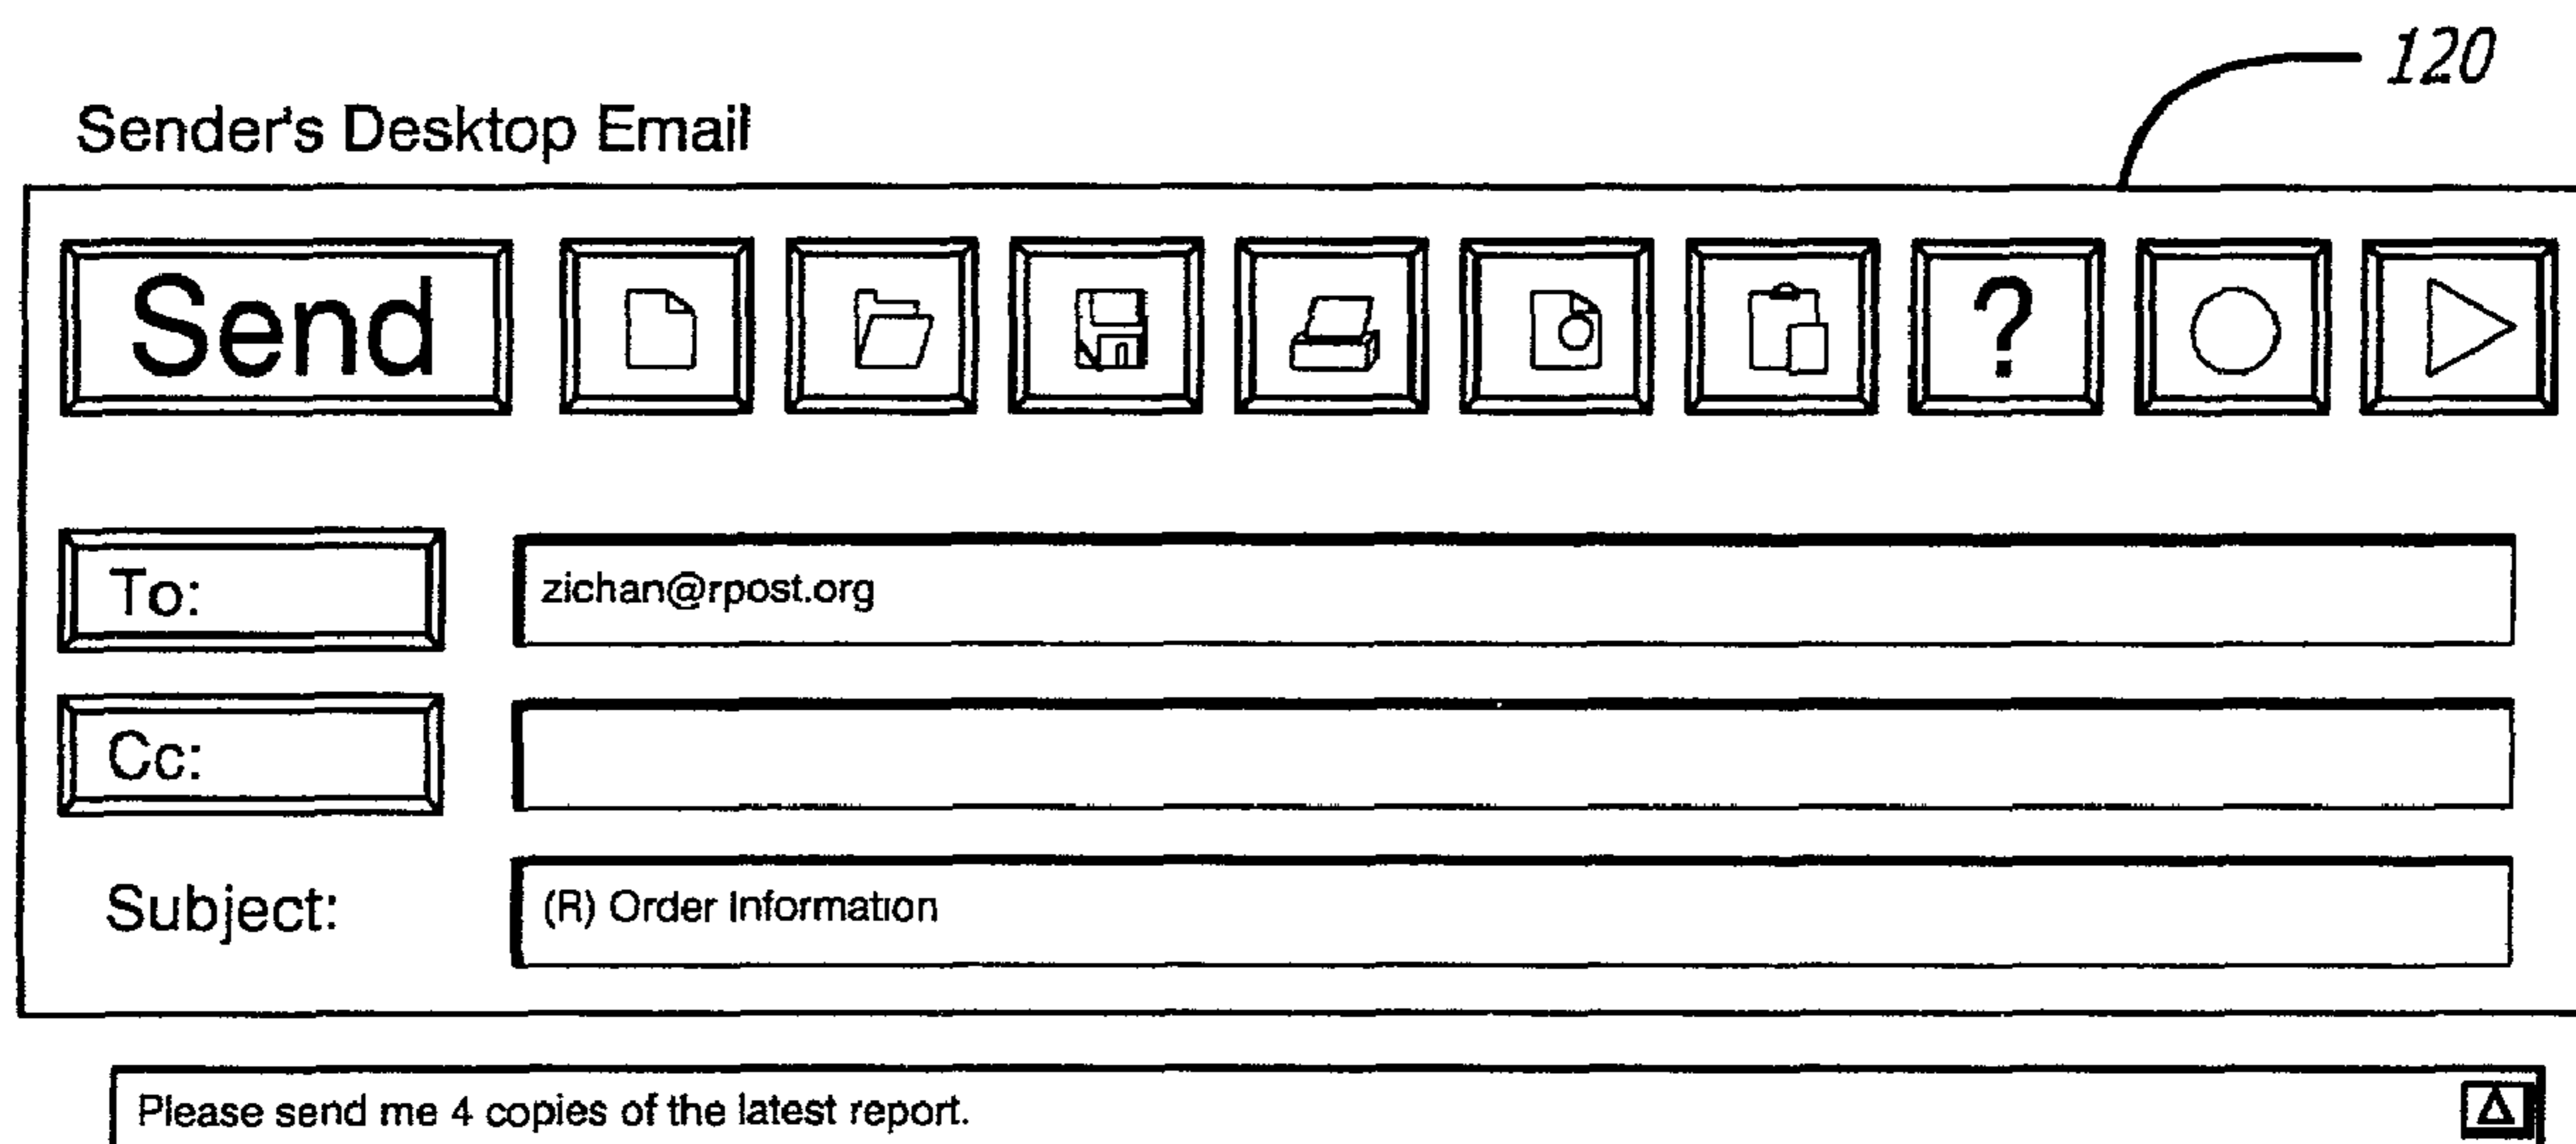 120
Sender's Desktop Email
Send ?
To: zichan@rpost.org
Cc:
Subject: (R) Order Information
Please send me 4 copies of the latest report.